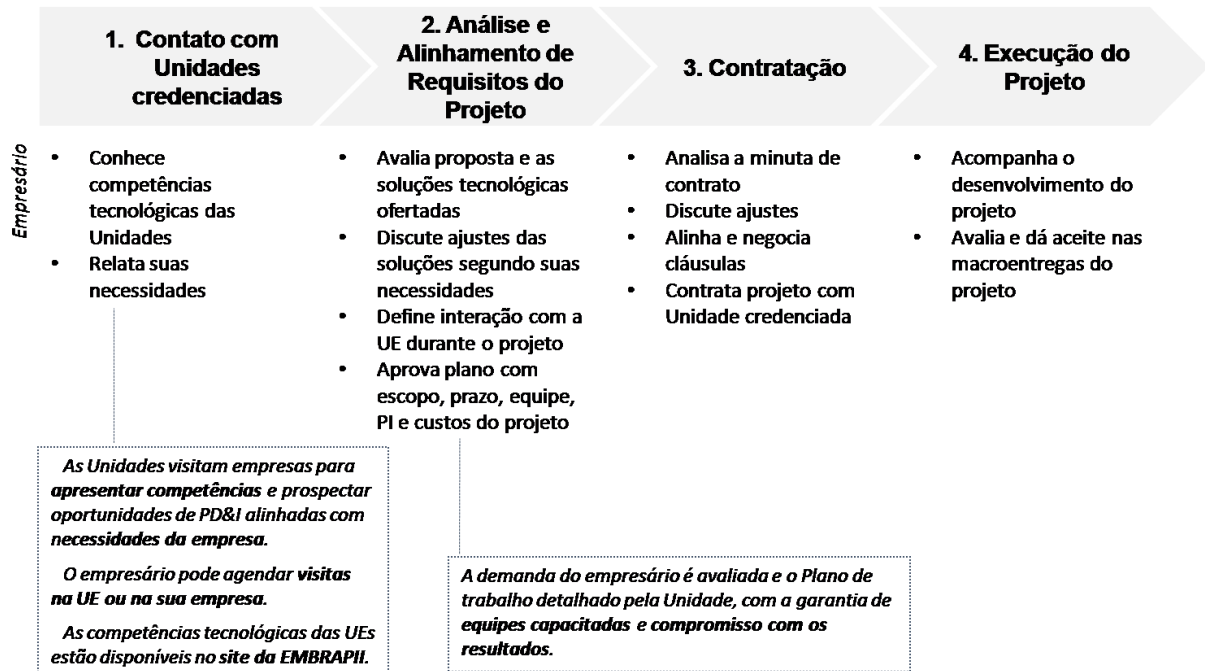 1. Contato com
Unidades
credenciadas
2. Análise e
Alinhamento de
Requisitos do
Projeto
3. Contratação
4. Execução do
Projeto
Empresário
• Conhece
competências
tecnológicas das
Unidades
• Relata suas
necessidades
• Avalia proposta e as
soluções tecnológicas
ofertadas
• Discute ajustes das
soluções segundo suas
necessidades
• Define interação com a
UE durante o projeto
• Aprova plano com
escopo, prazo, equipe,
PI e custos do projeto
• Analisa a minuta de
contrato
• Discute ajustes
• Alinha e negocia
cláusulas
• Contrata projeto com
Unidade credenciada
• Acompanha o
desenvolvimento do
projeto
• Avalia e dá aceite nas
macroentregas do
projeto
As Unidades visitam empresas para
apresentar competências e prospectar
oportunidades de PD&I alinhadas com
necessidades da empresa.
O empresário pode agendar visitas
na UE ou na sua empresa.
As competências tecnológicas das UEs
estão disponíveis no site da EMBRAPII.
A demanda do empresário é avaliada e o Plano de
trabalho detalhado pela Unidade, com a garantia de
equipes capacitadas e compromisso com os
resultados.